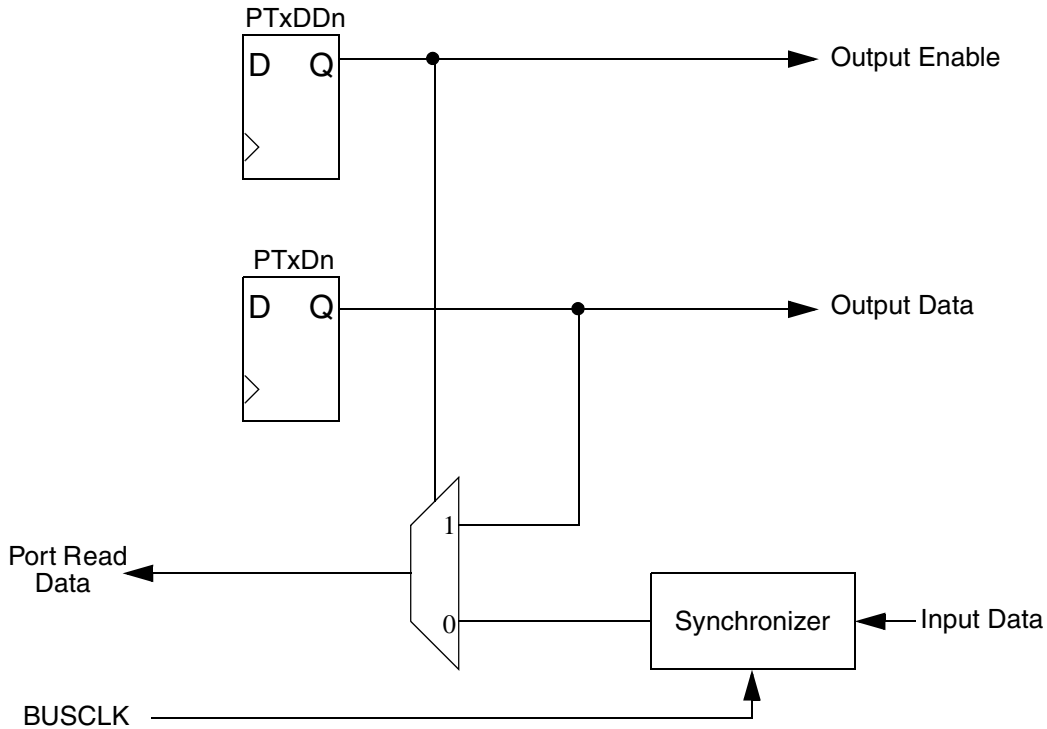 PTxDDn
D Q
Output Enable
PTxDn
D Q
Output Data
1
Port Read
Data
0
Synchronizer
Input Data
BUSCLK